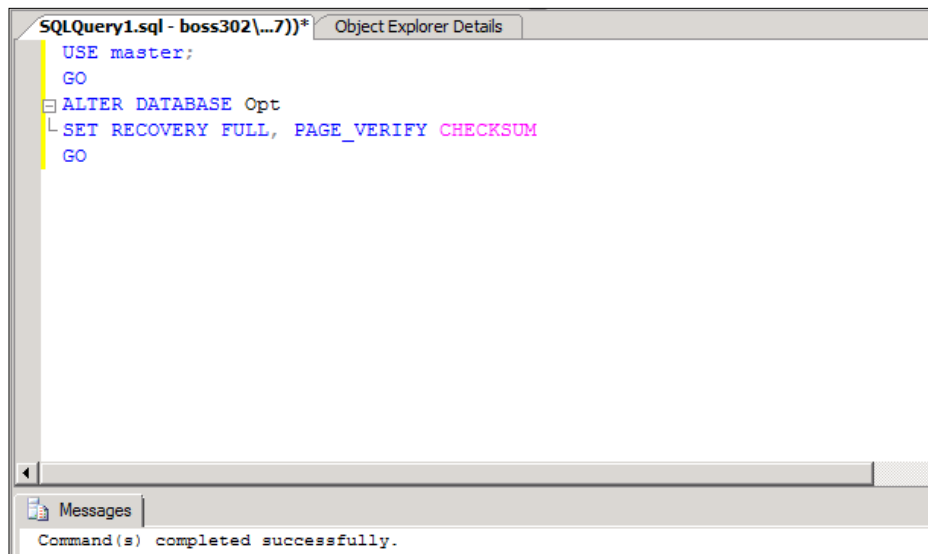 SQLQuery1.sql - boss302\...7))* Object Explorer Details
USE master;
GO
ALTER DATABASE Opt
SET RECOVERY FULL, PAGE_VERIFY CHECKSUM
GO
Messages
Command(s) completed successfully.